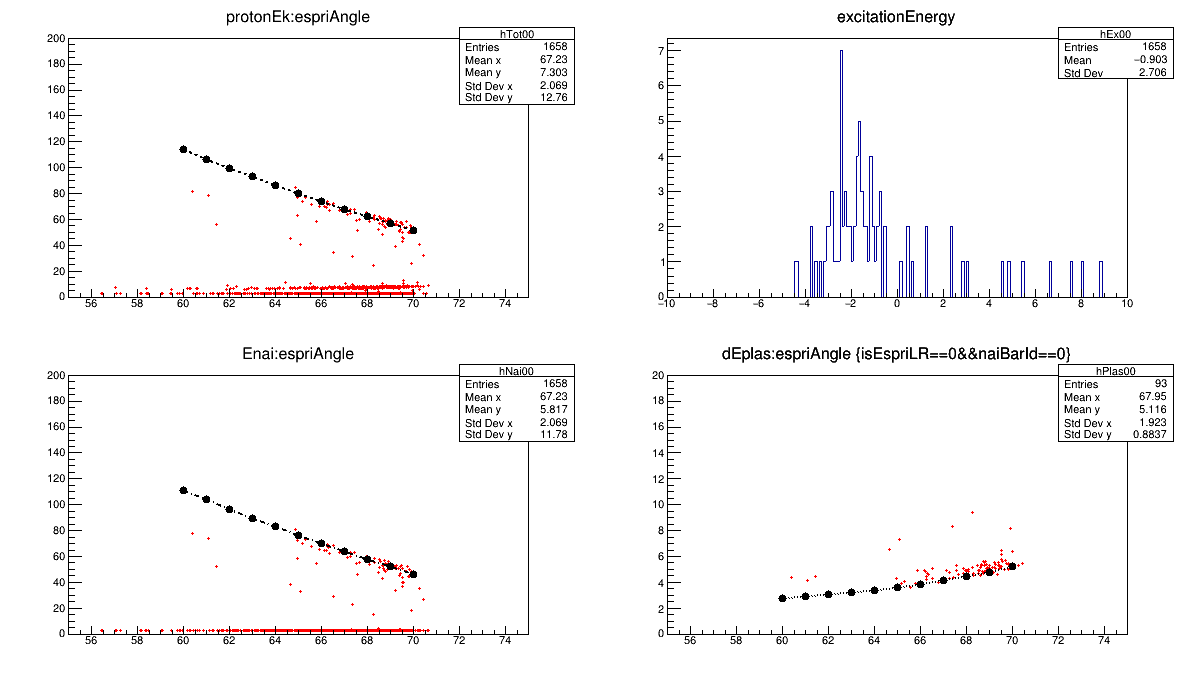 protonEk:espriAngle
hTot00
Entries 1658
Mean x 67.23
Mean y 7.303
Std Dev x 2.069
Std Dev y 12.76
200
180
160
140
120
100
80
60
40
20
0
56 58 60 62 64 66 68 70 72 74
excitationEnergy
hEx00
Entries 1658
Mean −0.903
Std Dev 2.706
7
6
5
4
3
2
1
0
−10 −8 −6 −4 −2 0 2 4 6 8 10
Enai:espriAngle
hNai00
Entries 1658
Mean x 67.23
Mean y 5.817
Std Dev x 2.069
Std Dev y 11.78
200
180
160
140
120
100
80
60
40
20
0
56 58 60 62 64 66 68 70 72 74
dEplas:espriAngle {isEspriLR==0&&naiBarId==0}
hPlas00
Entries 93
Mean x 67.95
Mean y 5.116
Std Dev x 1.923
Std Dev y 0.8837
20
18
16
14
12
10
8
6
4
2
0
56 58 60 62 64 66 68 70 72 74